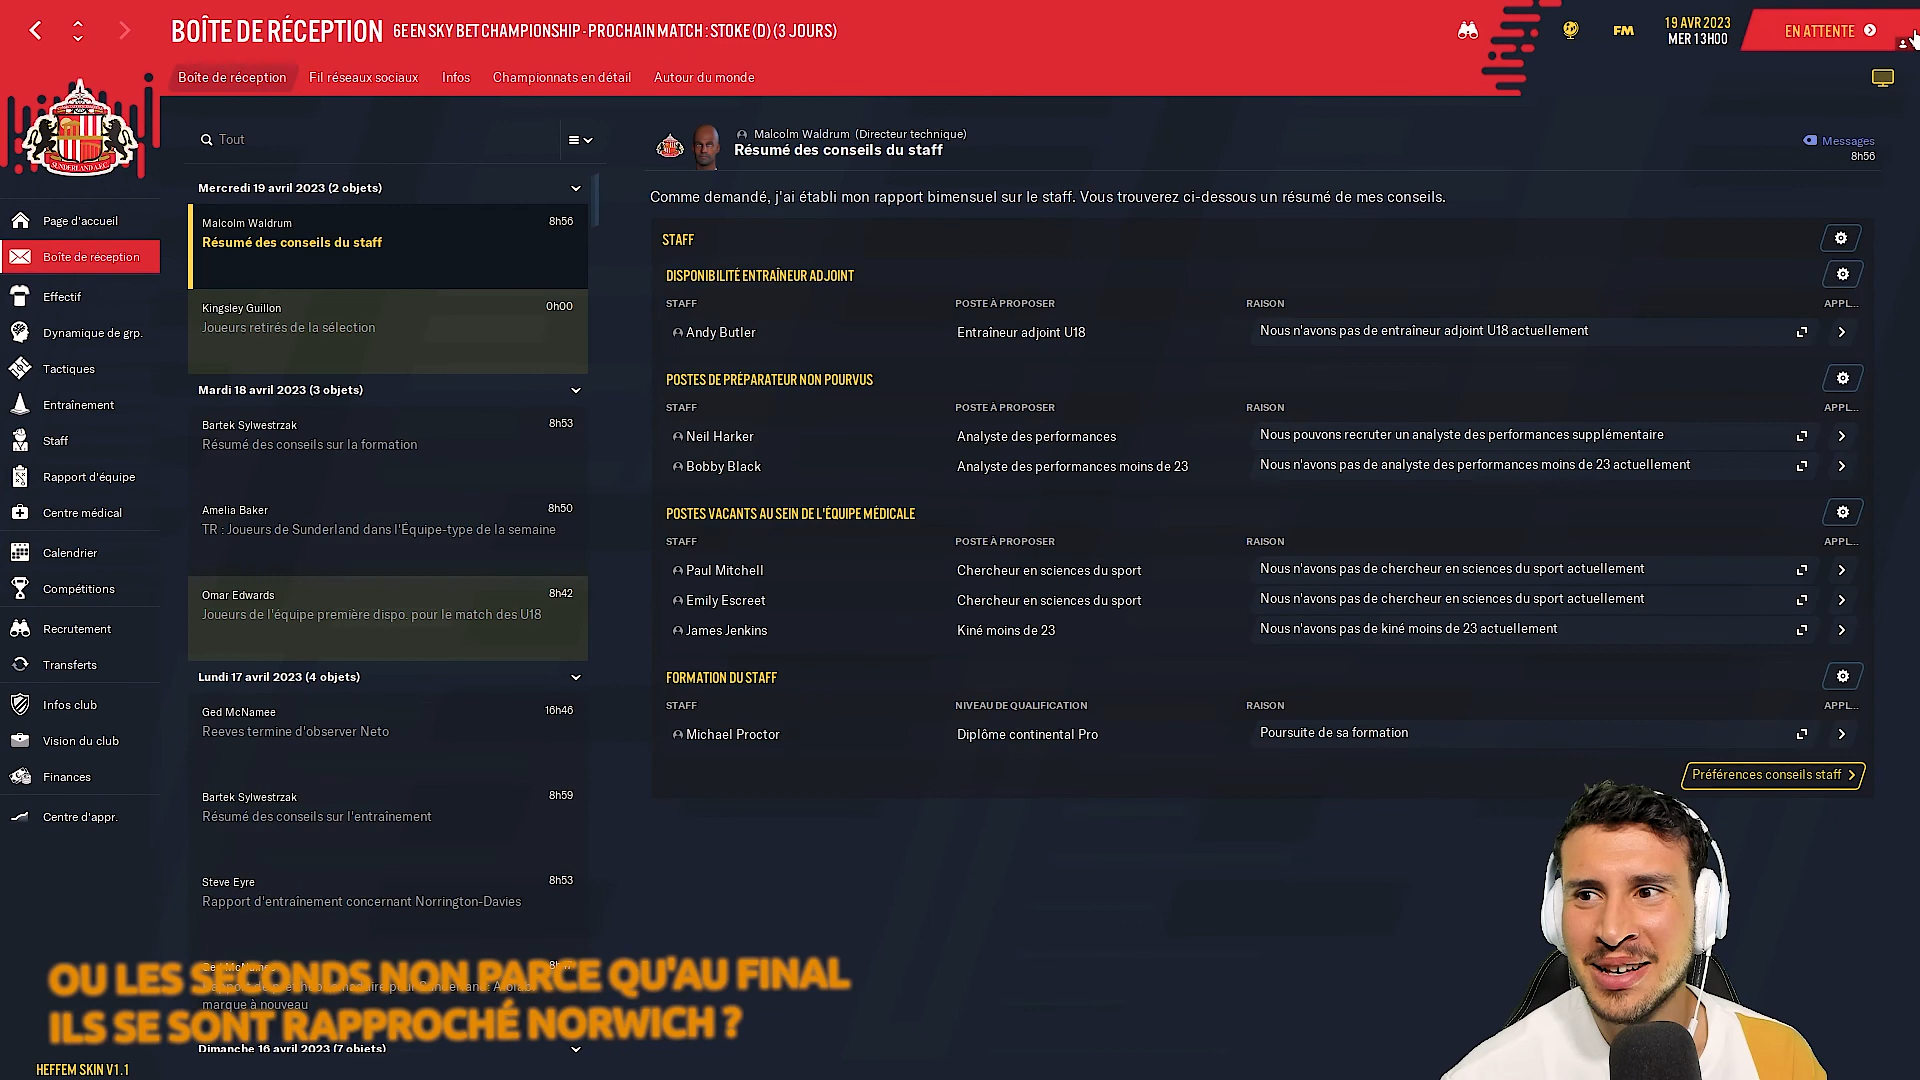 BOÎTE DE RÉCEPTION 6E EN SKY BET CHAMPIONSHIP - PROCHAIN MATCH : STOKE (D) (3 JOURS)
FM
19 AVR 2023
MER 13H00
EN ATTENTE
Boîte de réception Fil réseaux sociaux Infos Championnats en détail Autour du monde
SUNDERLAND A.F.C.
Page d'accueil
Boîte de réception
Effectif
Dynamique de grp.
Tactiques
Entraînement
Staff
Rapport d'équipe
Centre médical
Calendrier
Compétitions
Recrutement
Transferts
Infos club
Vision du club
Finances
Centre d'appr.
HEFFEM SKIN V1.1
Tout
Mercredi 19 avril 2023 (2 objets)
Malcolm Waldrum 8h56
Résumé des conseils du staff
Kingsley Guillon 0h00
Joueurs retirés de la sélection
Mardi 18 avril 2023 (3 objets)
Bartek Sylwestrzak 8h53
Résumé des conseils sur la formation
Amelia Baker 8h50
TR : Joueurs de Sunderland dans l'Équipe-type de la semaine
Omar Edwards 8h42
Joueurs de l'équipe première dispo. pour le match des U18
Lundi 17 avril 2023 (4 objets)
Ged McNamee 16h46
Reeves termine d'observer Neto
Bartek Sylwestrzak 8h59
Résumé des conseils sur l'entraînement
Steve Eyre 8h53
Rapport d'entraînement concernant Norrington-Davies
Ged McNamee
marque à nouveau
Dimanche 16 avril 2023 (7 objets)
OU LES SECONDS NON PARCE QU'AU FINAL
ILS SE SONT RAPPROCHÉ NORWICH ?
Malcolm Waldrum (Directeur technique)
Résumé des conseils du staff
Messages
8h56
Comme demandé, j'ai établi mon rapport bimensuel sur le staff. Vous trouverez ci-dessous un résumé de mes conseils.
STAFF
DISPONIBILITÉ ENTRAÎNEUR ADJOINT
STAFF POSTE À PROPOSER RAISON APPL...
Andy Butler Entraîneur adjoint U18 Nous n'avons pas de entraîneur adjoint U18 actuellement
POSTES DE PRÉPARATEUR NON POURVUS
STAFF POSTE À PROPOSER RAISON APPL...
Neil Harker Analyste des performances Nous pouvons recruter un analyste des performances supplémentaire
Bobby Black Analyste des performances moins de 23 Nous n'avons pas de analyste des performances moins de 23 actuellement
POSTES VACANTS AU SEIN DE L'ÉQUIPE MÉDICALE
STAFF POSTE À PROPOSER RAISON APPL...
Paul Mitchell Chercheur en sciences du sport Nous n'avons pas de chercheur en sciences du sport actuellement
Emily Escreet Chercheur en sciences du sport Nous n'avons pas de chercheur en sciences du sport actuellement
James Jenkins Kiné moins de 23 Nous n'avons pas de kiné moins de 23 actuellement
FORMATION DU STAFF
STAFF NIVEAU DE QUALIFICATION RAISON APPL...
Michael Proctor Diplôme continental Pro Poursuite de sa formation
Préférences conseils staff